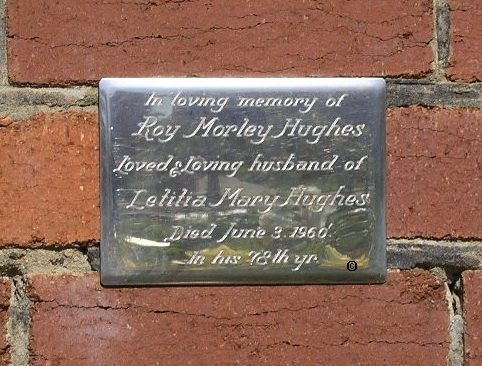 In loving memory of
Roy Morley Hughes
Loved & Loving husband of
Letitia Mary Hughes
Died June 3. 1960.
In his 78th yr.
©